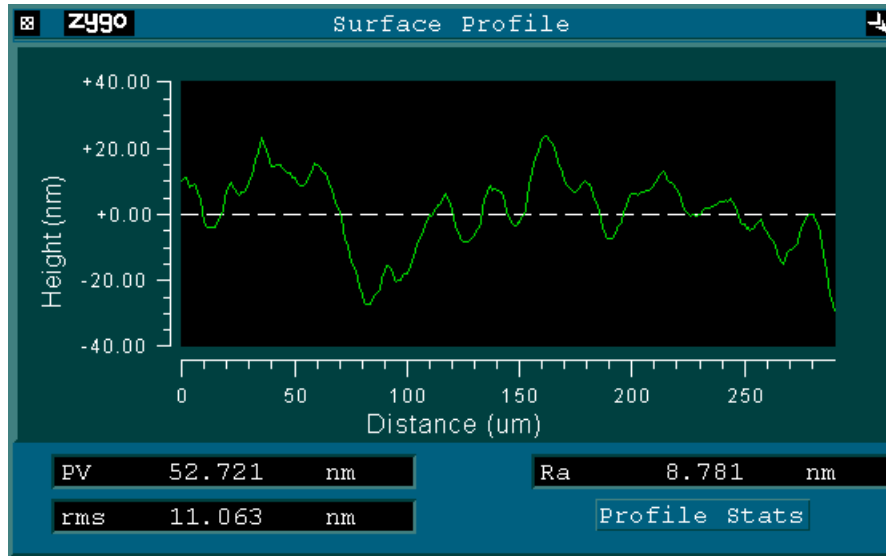 zygo Surface Profile
+40.00
+20.00
+0.00
-20.00
-40.00
Height (nm)
0 50 100 150 200 250
Distance (um)
PV 52.721 nm Ra 8.781 nm
rms 11.063 nm Profile Stats